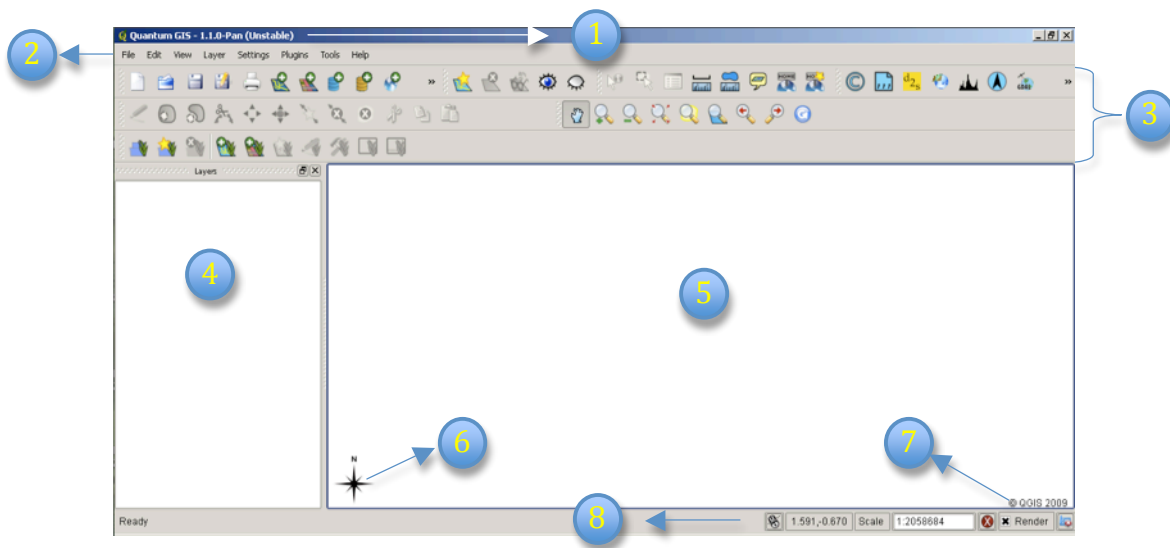 Quantum GIS - 1.1.0-Pan (Unstable)
1
2
File Edit View Layer Settings Plugins Tools Help
3
Layers
4
5
6
7
N
© QGIS 2009
8
Ready
1.591,-0.670 Scale 1:2058684 Render